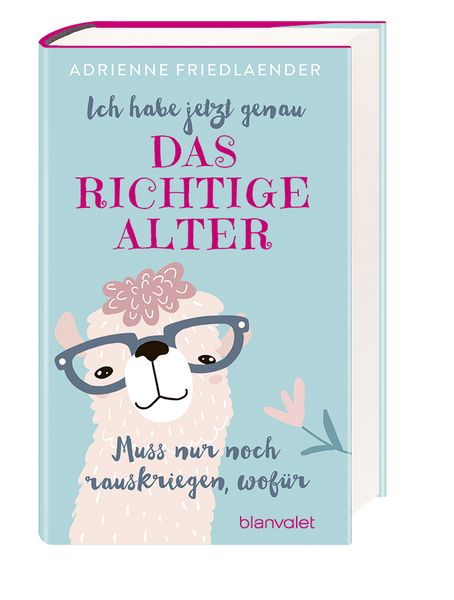 ADRIENNE FRIEDLAENDER
Ich habe jetzt genau
DAS
RICHTIGE
ALTER
Muss nur noch
rauskriegen, wofür
blanvalet